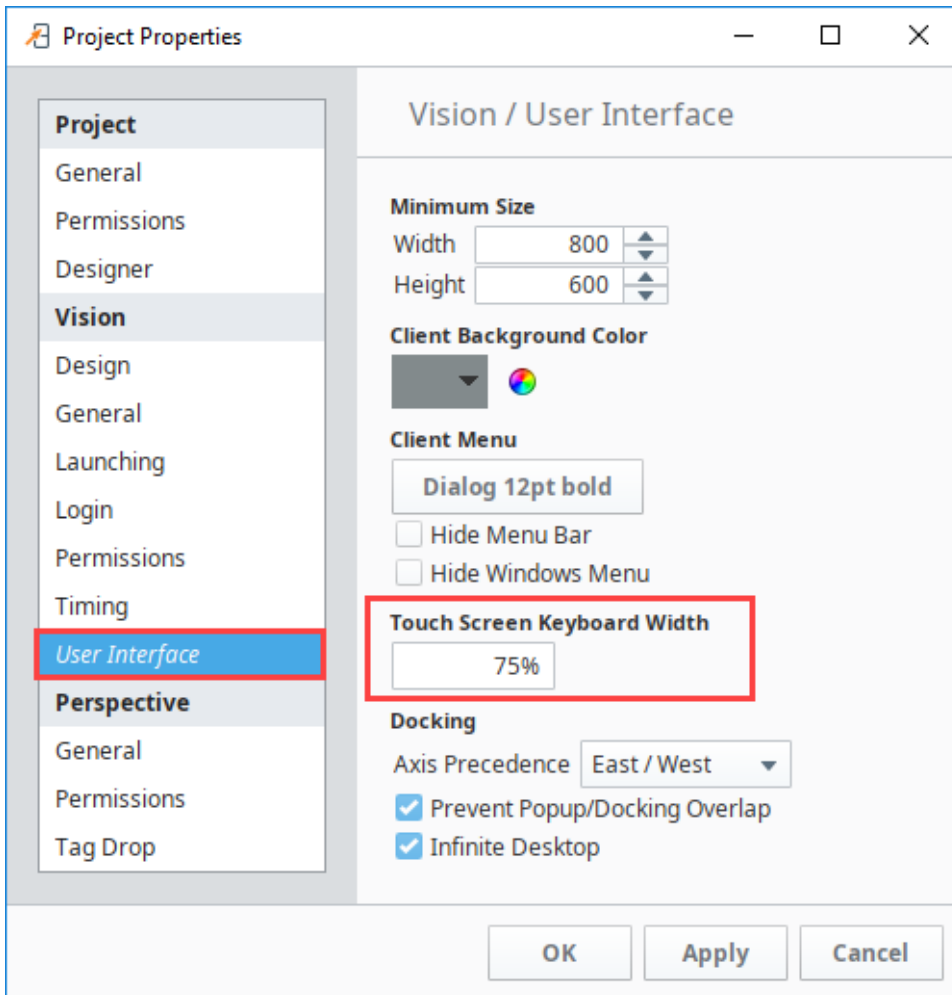 Project Properties
Project
General
Permissions
Designer
Vision
Design
General
Launching
Login
Permissions
Timing
User Interface
Perspective
General
Permissions
Tag Drop
Vision / User Interface
Minimum Size
Width 800
Height 600
Client Background Color
Client Menu
Dialog 12pt bold
Hide Menu Bar
Hide Windows Menu
Touch Screen Keyboard Width
75%
Docking
Axis Precedence East / West
Prevent Popup/Docking Overlap
Infinite Desktop
OK Apply Cancel